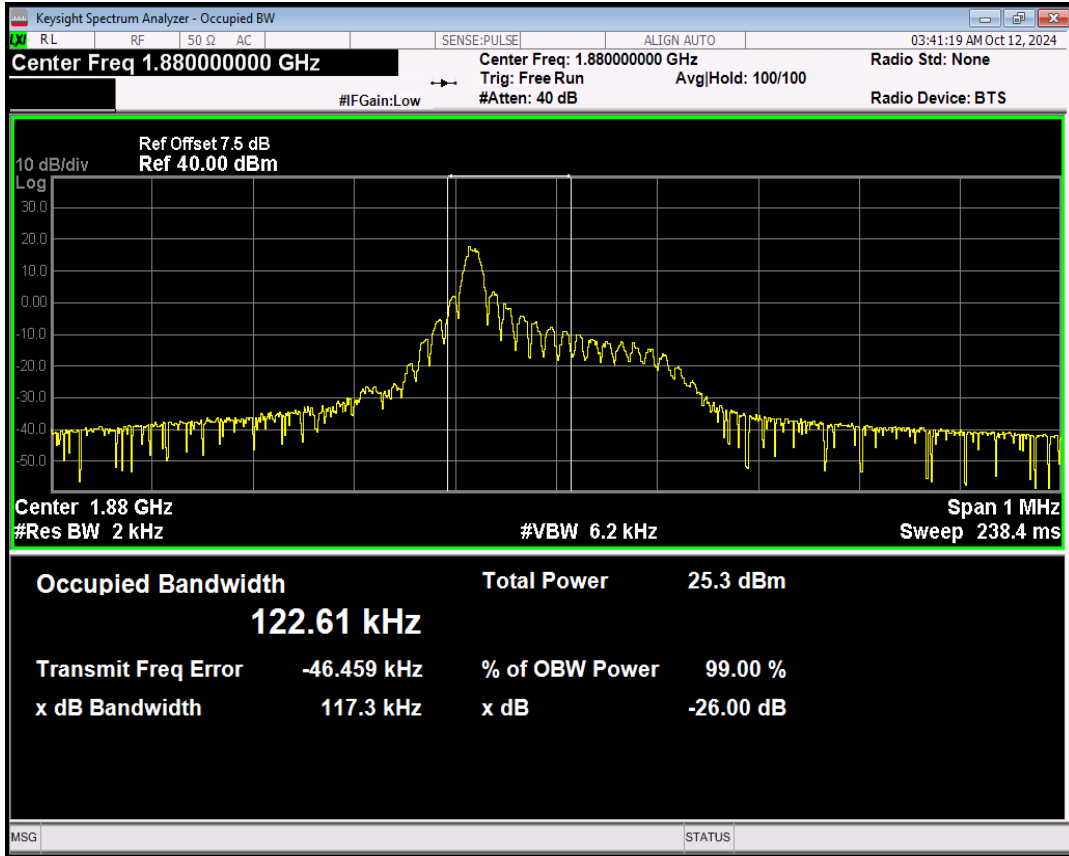 Keysight Spectrum Analyzer - Occupied BW
LXI RL RF 50 Ω AC SENSE:PULSE ALIGN AUTO 03:41:19 AM Oct 12, 2024
Center Freq 1.880000000 GHz Center Freq: 1.880000000 GHz Radio Std: None
Trig: Free Run Avg|Hold: 100/100
#IFGain:Low #Atten: 40 dB Radio Device: BTS
Ref Offset 7.5 dB
10 dB/div Ref 40.00 dBm
Log
30.0
20.0
10.0
0.00
-10.0
-20.0
-30.0
-40.0
-50.0
Center 1.88 GHz Span 1 MHz
#Res BW 2 kHz #VBW 6.2 kHz Sweep 238.4 ms
Occupied Bandwidth Total Power 25.3 dBm
122.61 kHz
Transmit Freq Error -46.459 kHz % of OBW Power 99.00 %
x dB Bandwidth 117.3 kHz x dB -26.00 dB
MSG STATUS